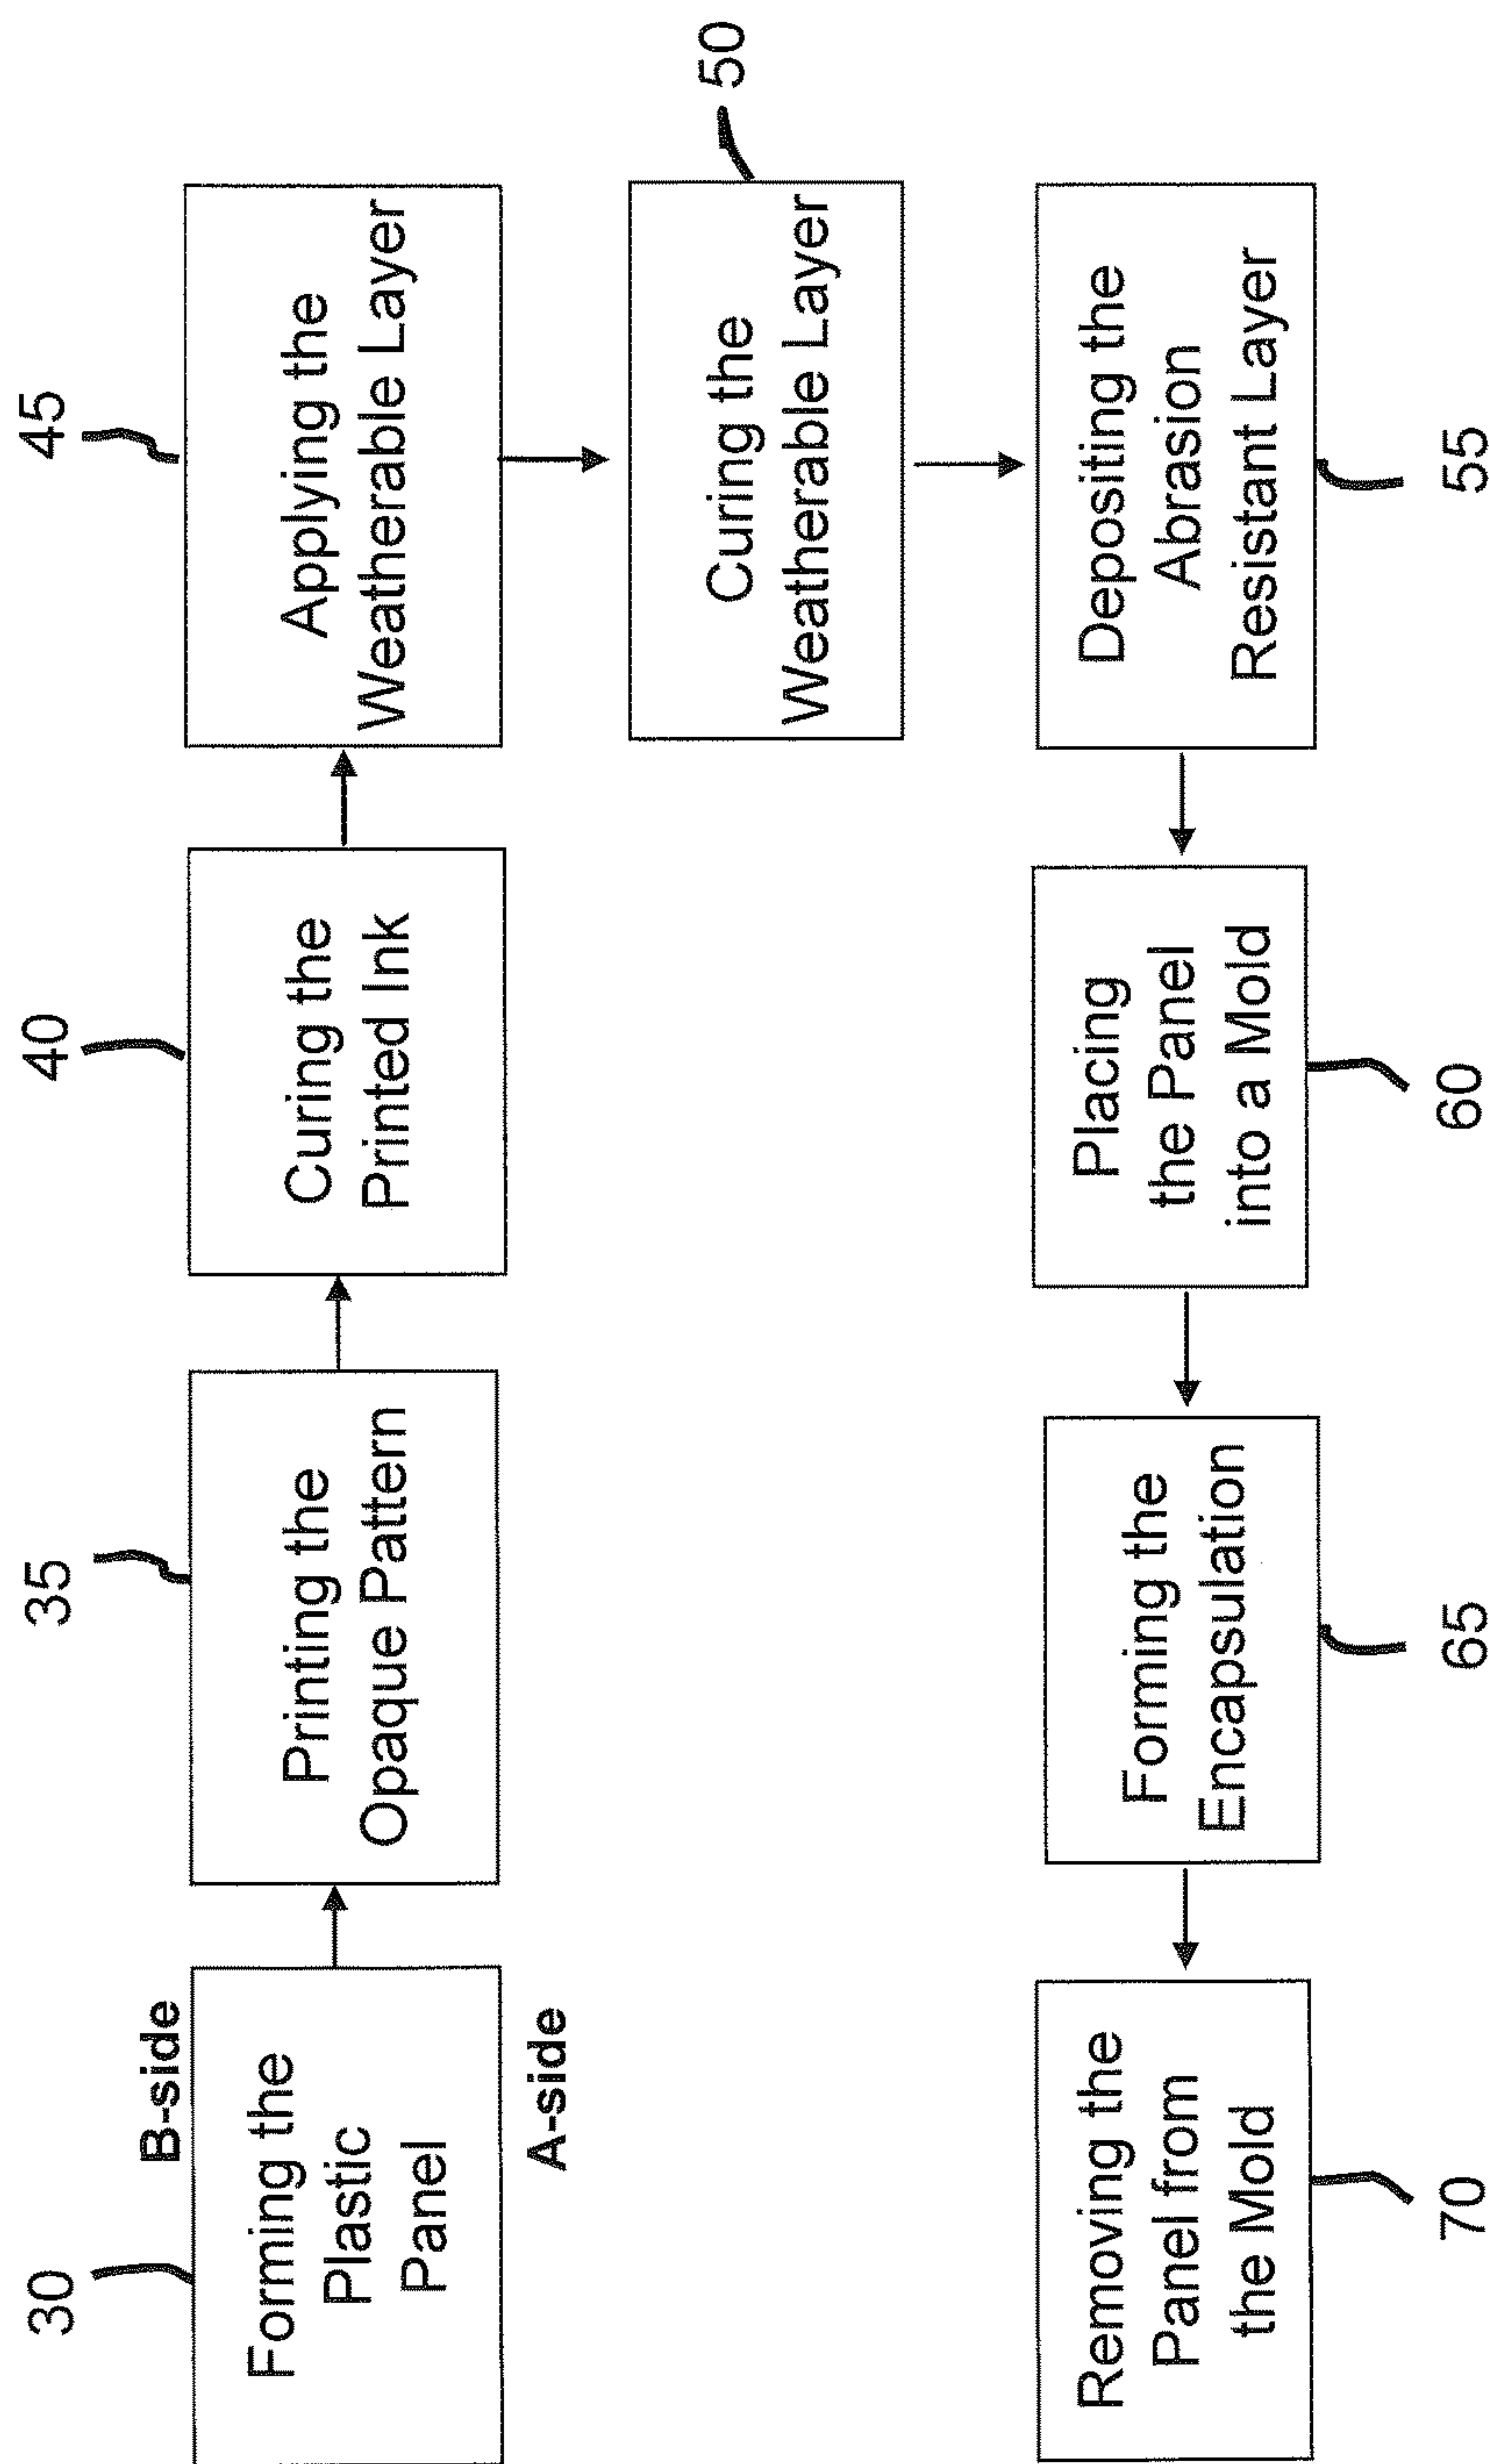 30
B-side
Forming the
Plastic
Panel
A-side
35
Printing the
Opaque Pattern
40
Curing the
Printed Ink
45
Applying the
Weatherable Layer
50
Curing the
Weatherable Layer
Depositing the
Abrasion
Resistant Layer
55
Placing
the Panel
into a Mold
60
Forming the
Encapsulation
65
Removing the
Panel from
the Mold
70